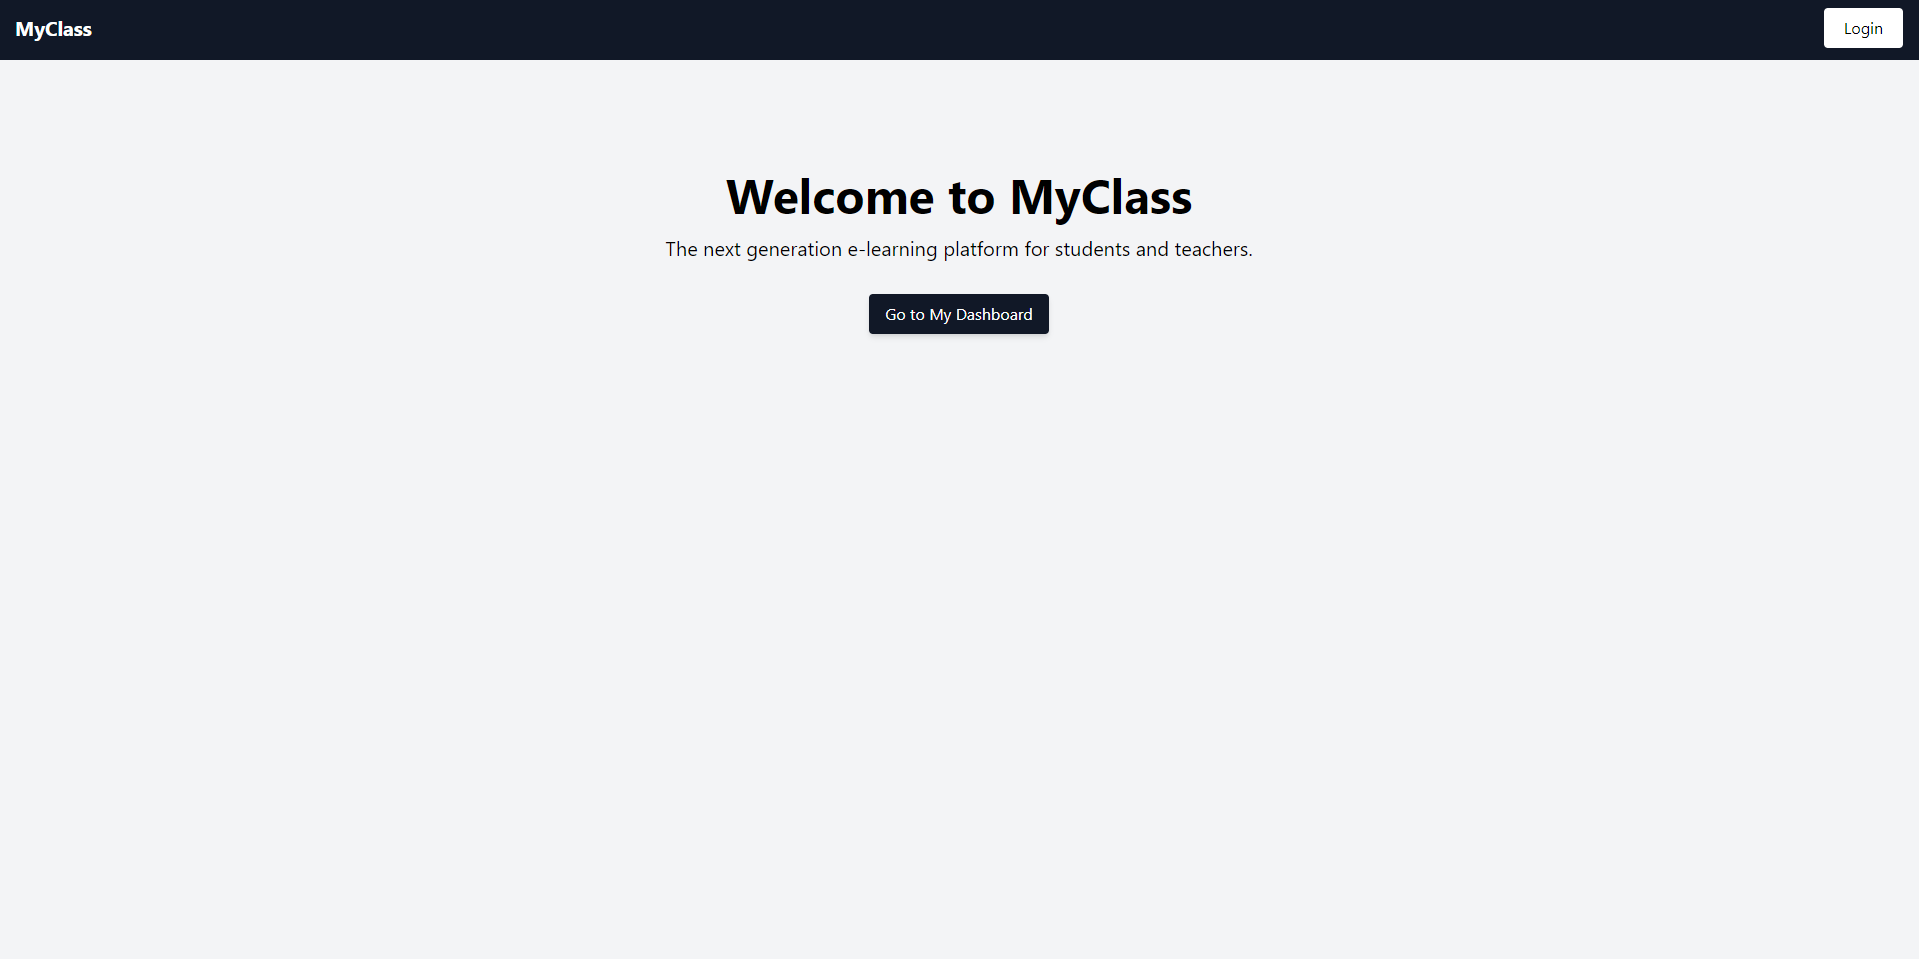 MyClass
Login
Welcome to MyClass
The next generation e-learning platform for students and teachers.
Go to My Dashboard